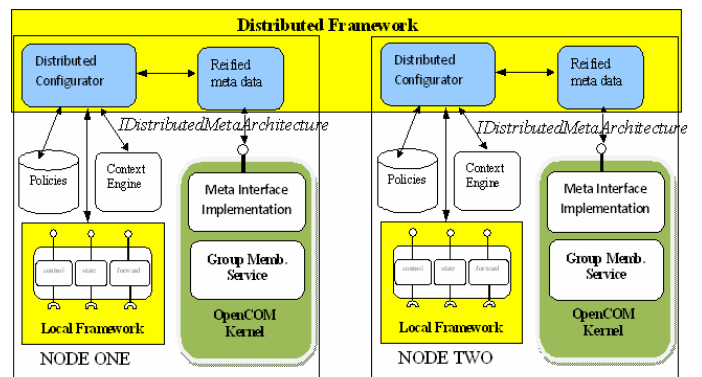 Distributed Framework
Distributed
Configurator
Reified
meta data
IDistributedMetaArchitecture
Policies
Context
Engine
Meta Interface
Implementation
Group Memb.
Service
OpenCOM
Kernel
control
state
forward
Local Framework
NODE ONE
Distributed
Configurator
Reified
meta data
IDistributedMetaArchitecture
Policies
Context
Engine
Meta Interface
Implementation
Group Memb.
Service
OpenCOM
Kernel
control
state
forward
Local Framework
NODE TWO